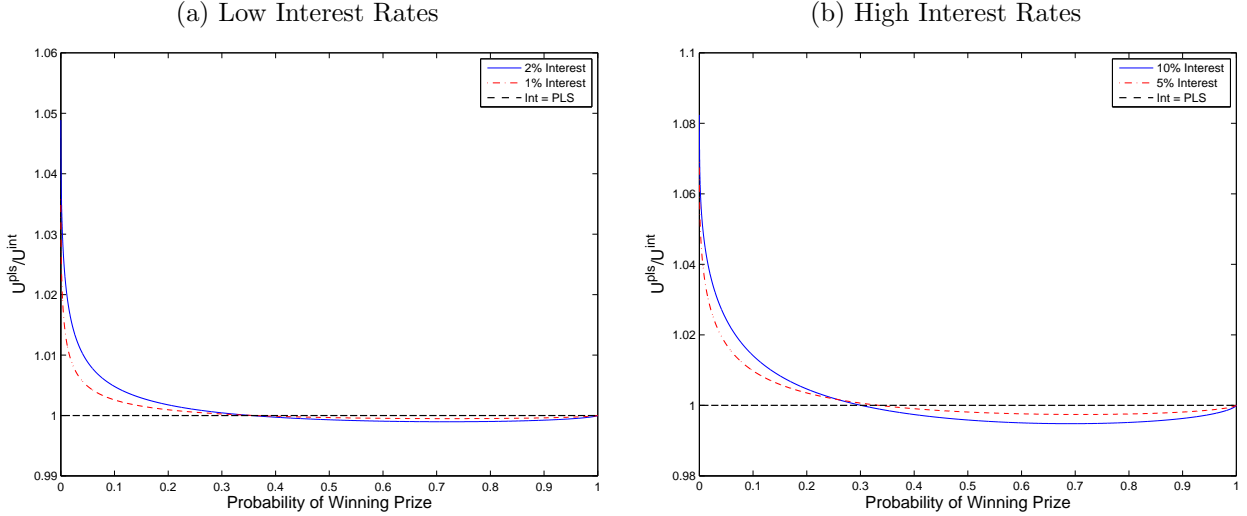 (a) Low Interest Rates
1.06
1.05
1.04
1.03
1.02
1.01
1
0.99
U^pls/U^int
2% Interest
1% Interest
Int = PLS
0 0.1 0.2 0.3 0.4 0.5 0.6 0.7 0.8 0.9 1
Probability of Winning Prize
(b) High Interest Rates
1.1
1.08
1.06
1.04
1.02
1
0.98
U^pls/U^int
10% Interest
5% Interest
Int = PLS
0 0.1 0.2 0.3 0.4 0.5 0.6 0.7 0.8 0.9 1
Probability of Winning Prize